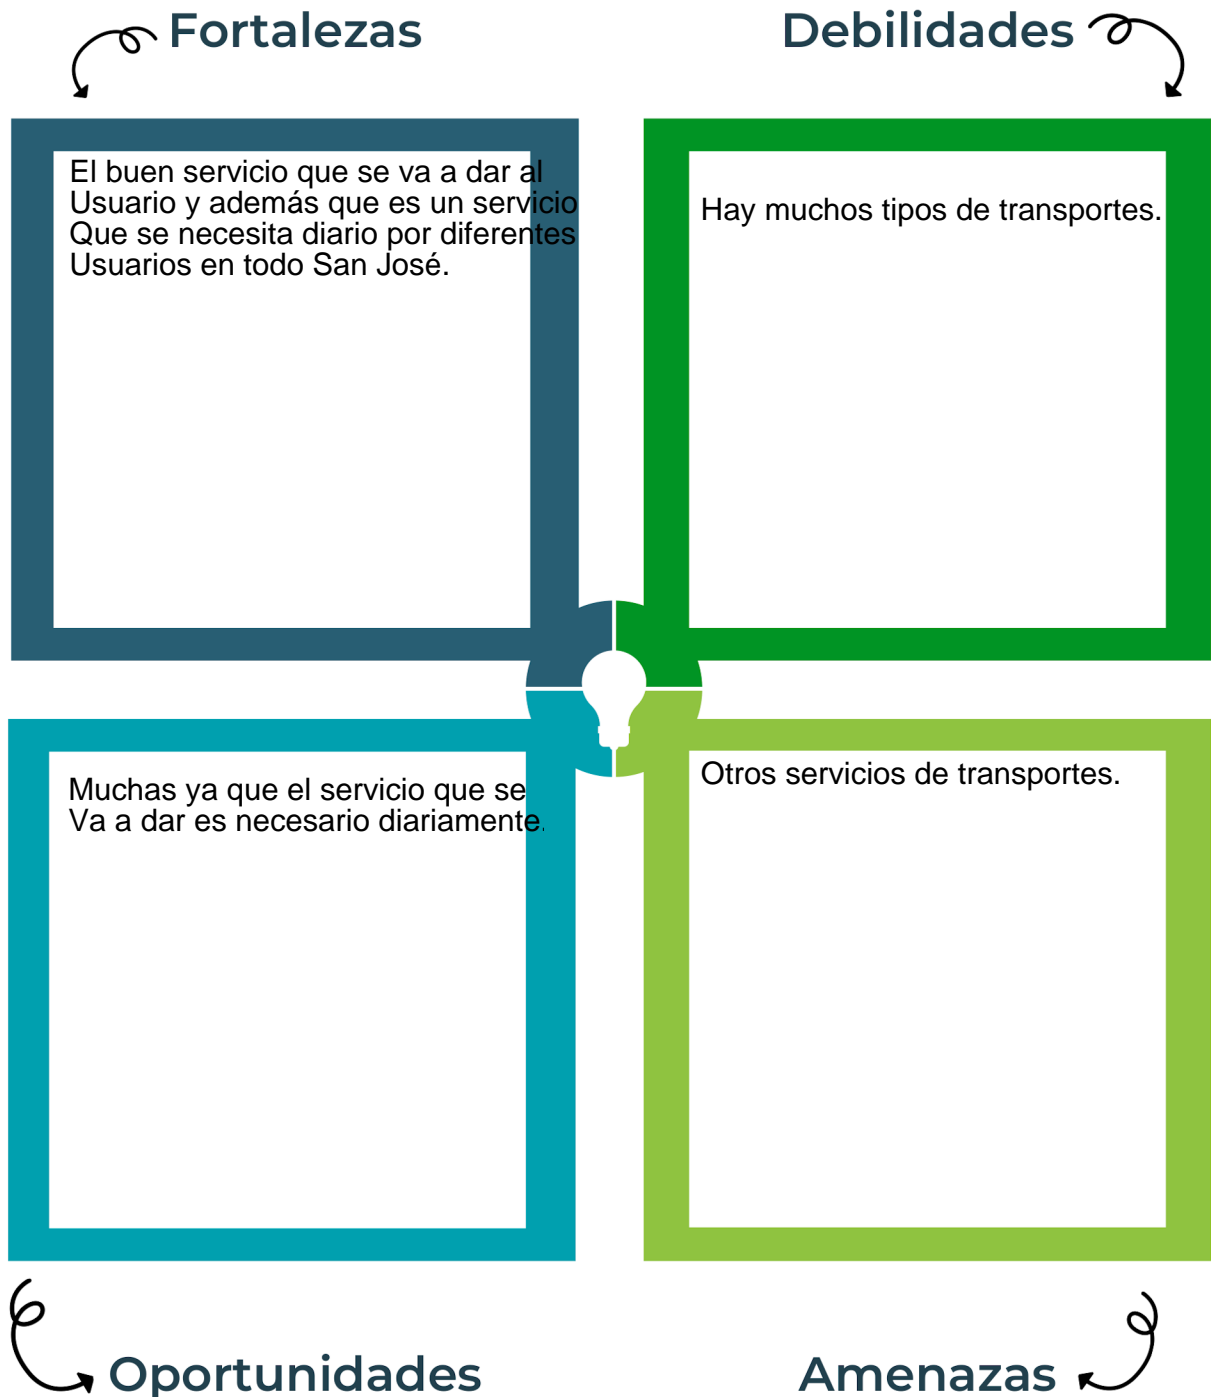 Fortalezas
El buen servicio que se va a dar al
Usuario y además que es un servicio
Que se necesita diario por diferentes
Usuarios en todo San José.
Debilidades
Hay muchos tipos de transportes.
Muchas ya que el servicio que se
Va a dar es necesario diariamente.
Oportunidades
Otros servicios de transportes.
Amenazas